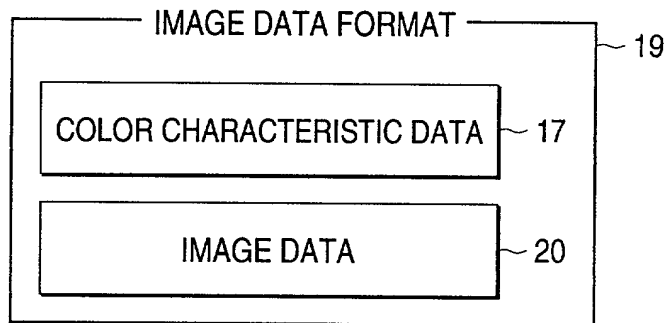 IMAGE DATA FORMAT
19
COLOR CHARACTERISTIC DATA
17
IMAGE DATA
20